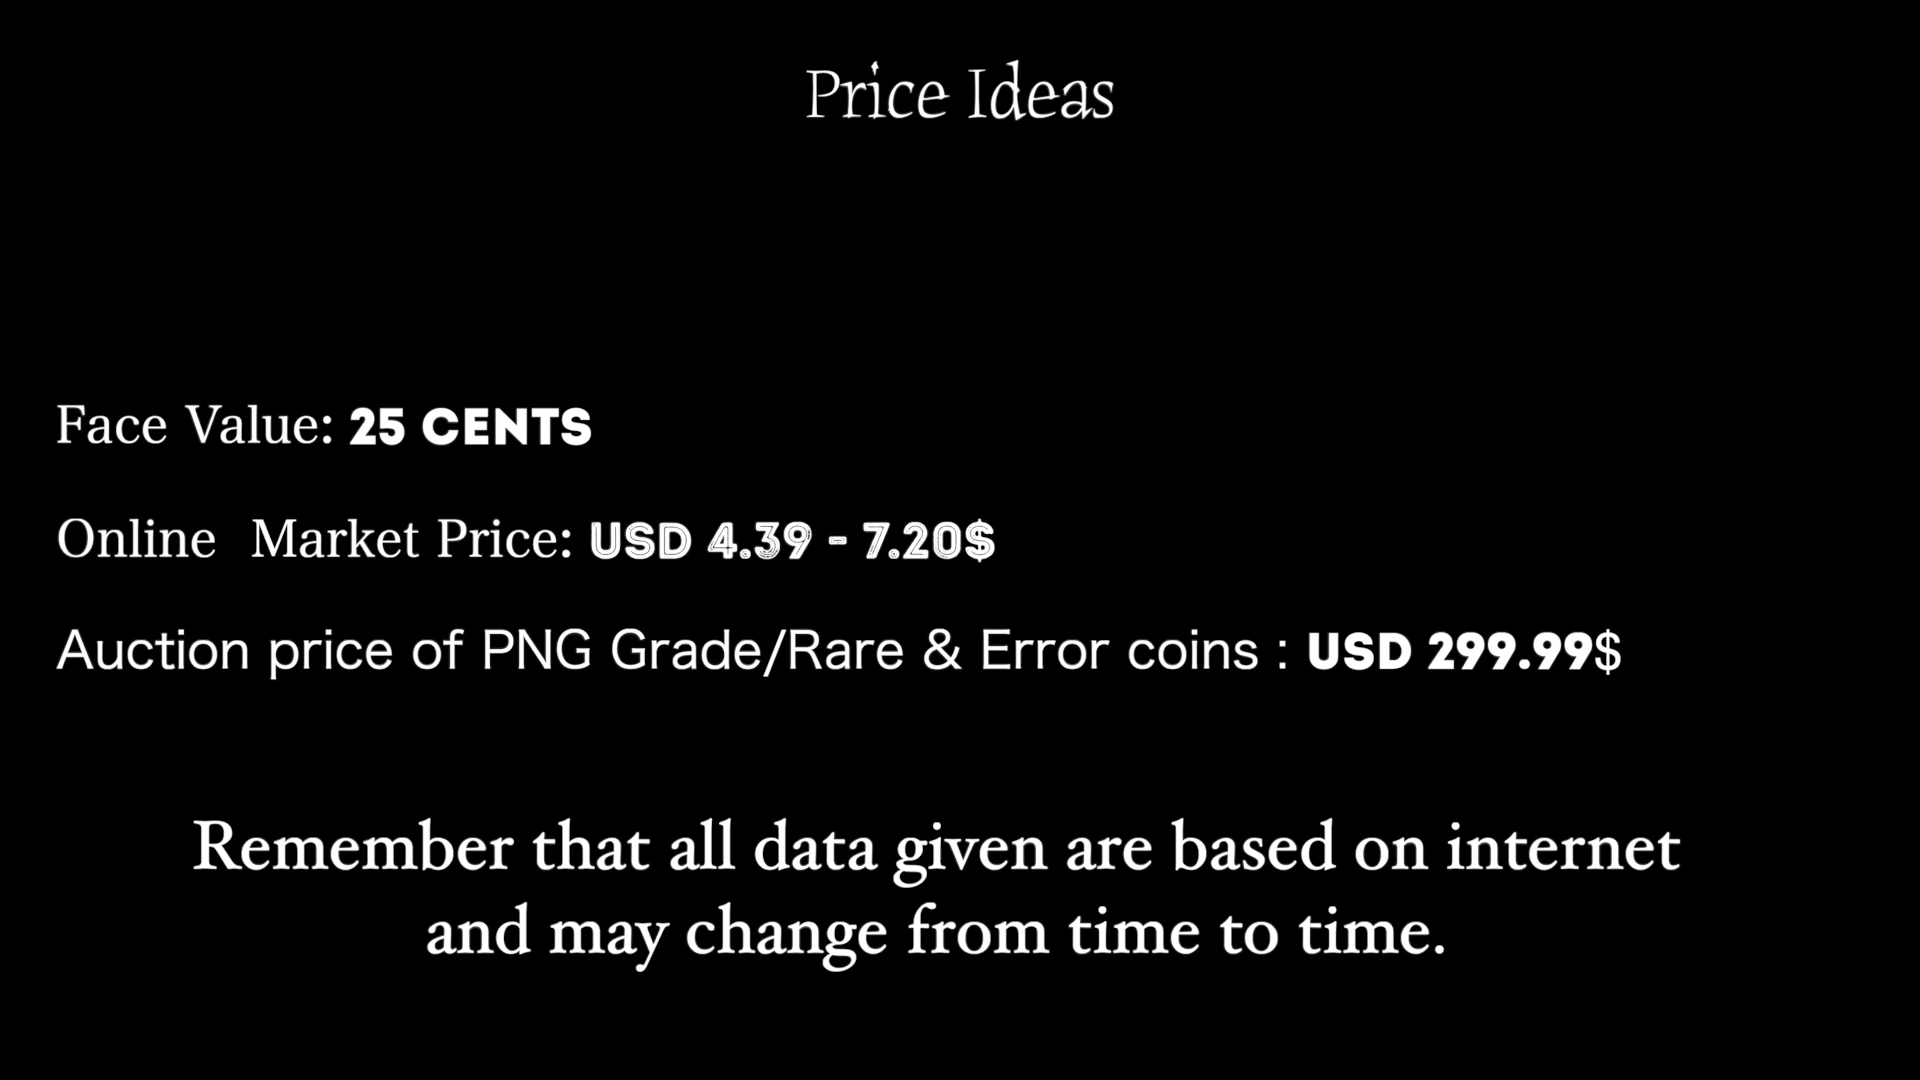 Price Ideas
Face Value: 25 CENTS
Online Market Price: USD 4.39 - 7.20$
Auction price of PNG Grade/Rare & Error coins : USD 299.99$
Remember that all data given are based on internet
and may change from time to time.